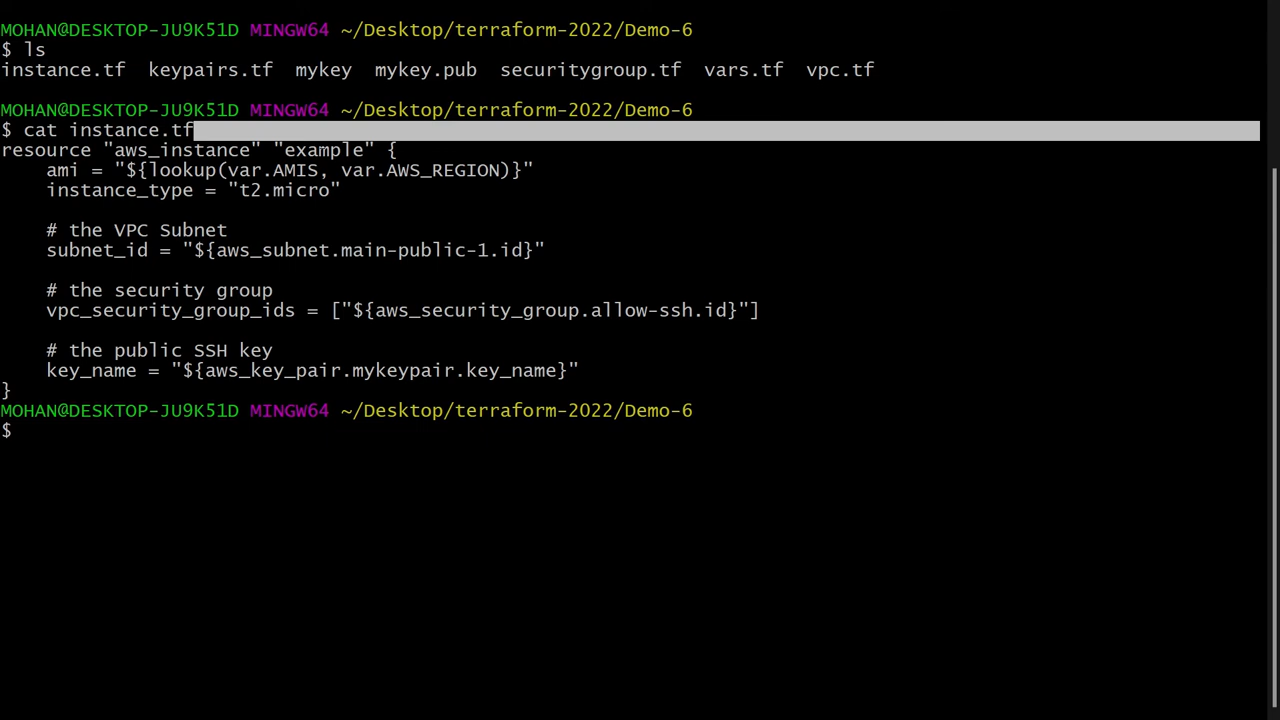 MOHAN@DESKTOP-JU9K51D MINGW64 ~/Desktop/terraform-2022/Demo-6
$ ls
instance.tf  keypairs.tf  mykey  mykey.pub  securitygroup.tf  vars.tf  vpc.tf
MOHAN@DESKTOP-JU9K51D MINGW64 ~/Desktop/terraform-2022/Demo-6
$ cat instance.tf
resource "aws_instance" "example" {
    ami = "${lookup(var.AMIS, var.AWS_REGION)}"
    instance_type = "t2.micro"
    # the VPC Subnet
    subnet_id = "${aws_subnet.main-public-1.id}"
    # the security group
    vpc_security_group_ids = ["${aws_security_group.allow-ssh.id}"]
    # the public SSH key
    key_name = "${aws_key_pair.mykeypair.key_name}"
}
MOHAN@DESKTOP-JU9K51D MINGW64 ~/Desktop/terraform-2022/Demo-6
$